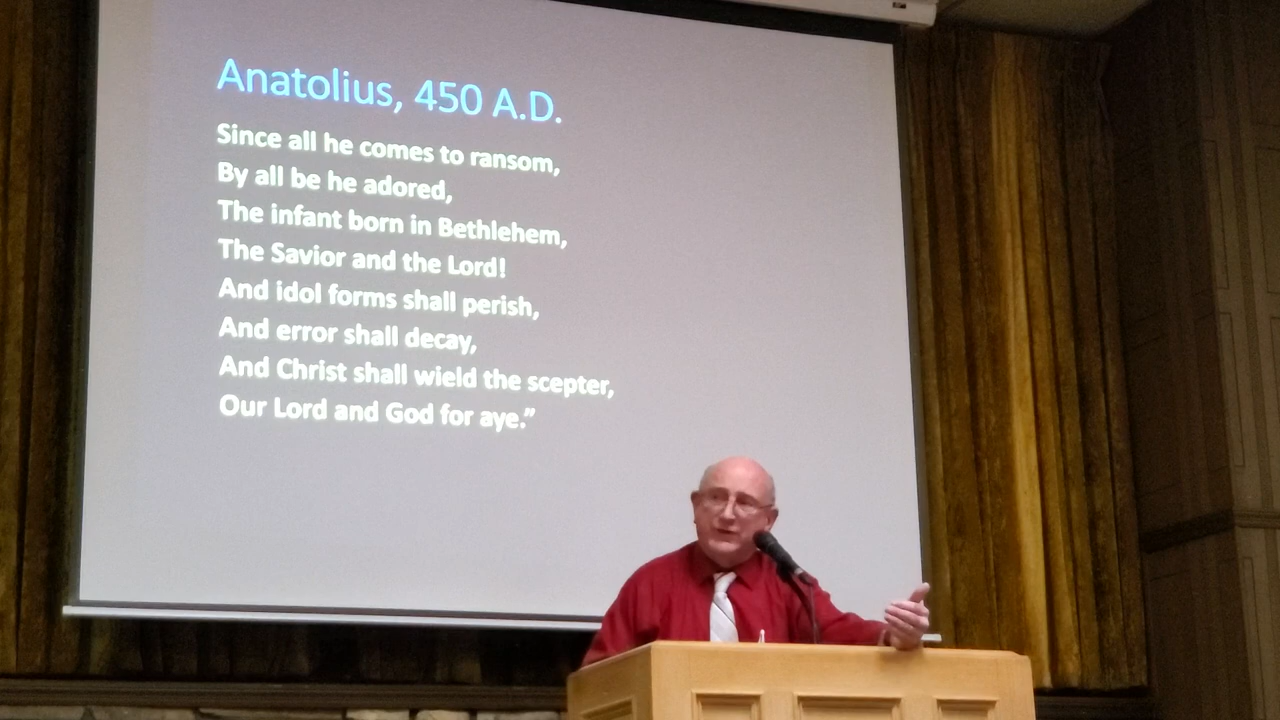 Anatolius, 450 A.D.
Since all he comes to ransom,
By all be he adored,
The infant born in Bethlehem,
The Savior and the Lord!
And idol forms shall perish,
And error shall decay,
And Christ shall wield the scepter,
Our Lord and God for aye.”